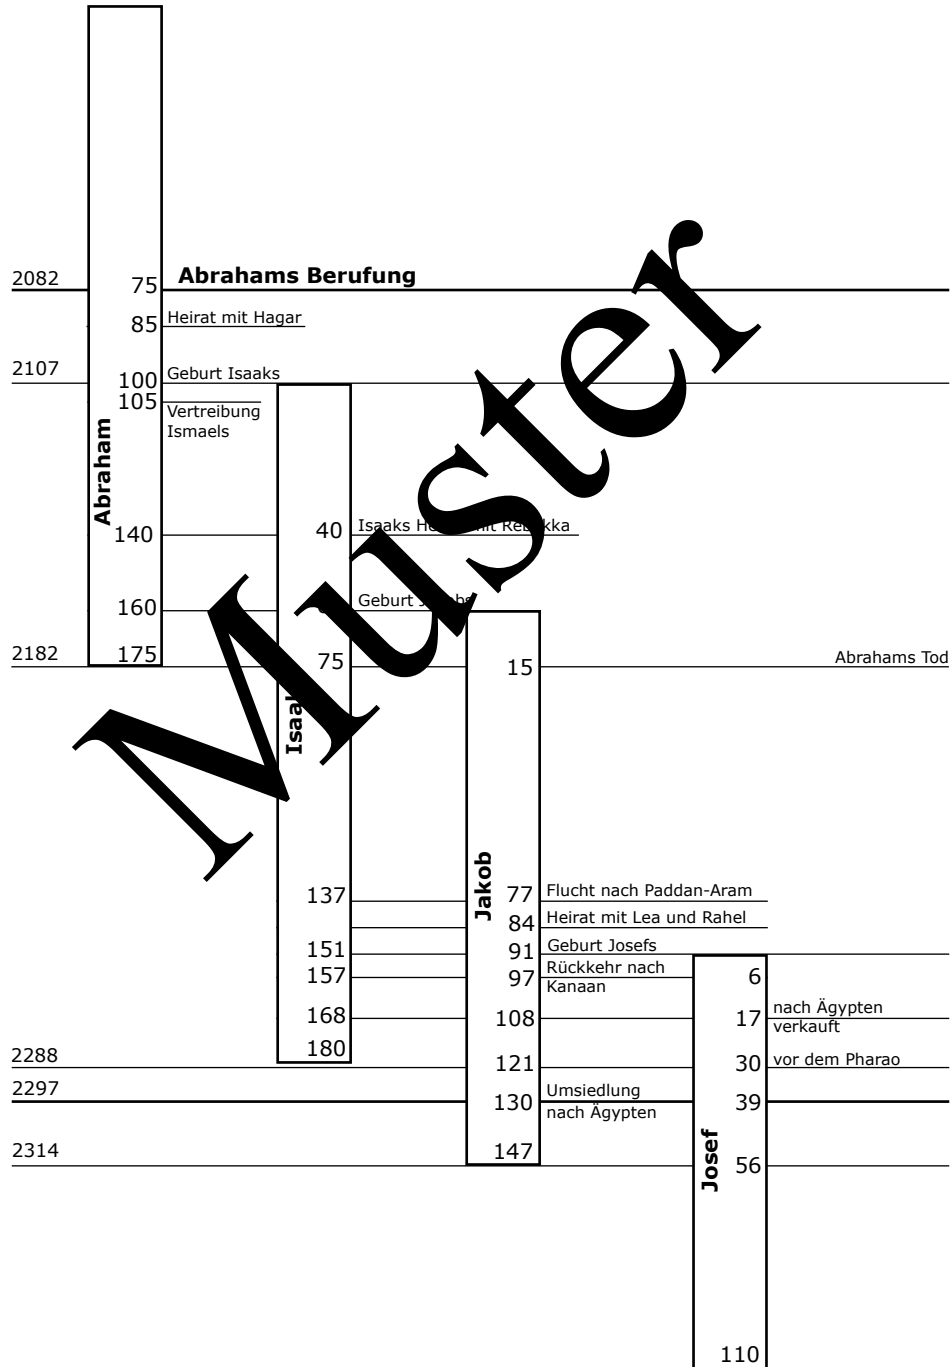 2082
75
Abrahams Berufung
85
Heirat mit Hagar
2107
100
Geburt Isaaks
105
Vertreibung
Ismaels
Abraham
140
40
Isaaks
mit
160
Geburt
2182
175
75
15
Abrahams Tod
Muster
Jakob
137
77
Flucht nach Paddan-Aram
84
Heirat mit Lea und Rahel
151
91
Geburt Josefs
157
97
Rückkehr nach
Kanaan
6
168
108
17
nach Ägypten
verkauft
180
2288
121
30
vor dem Pharao
2297
130
Umsiedlung
nach Ägypten
39
2314
147
Josef
56
110